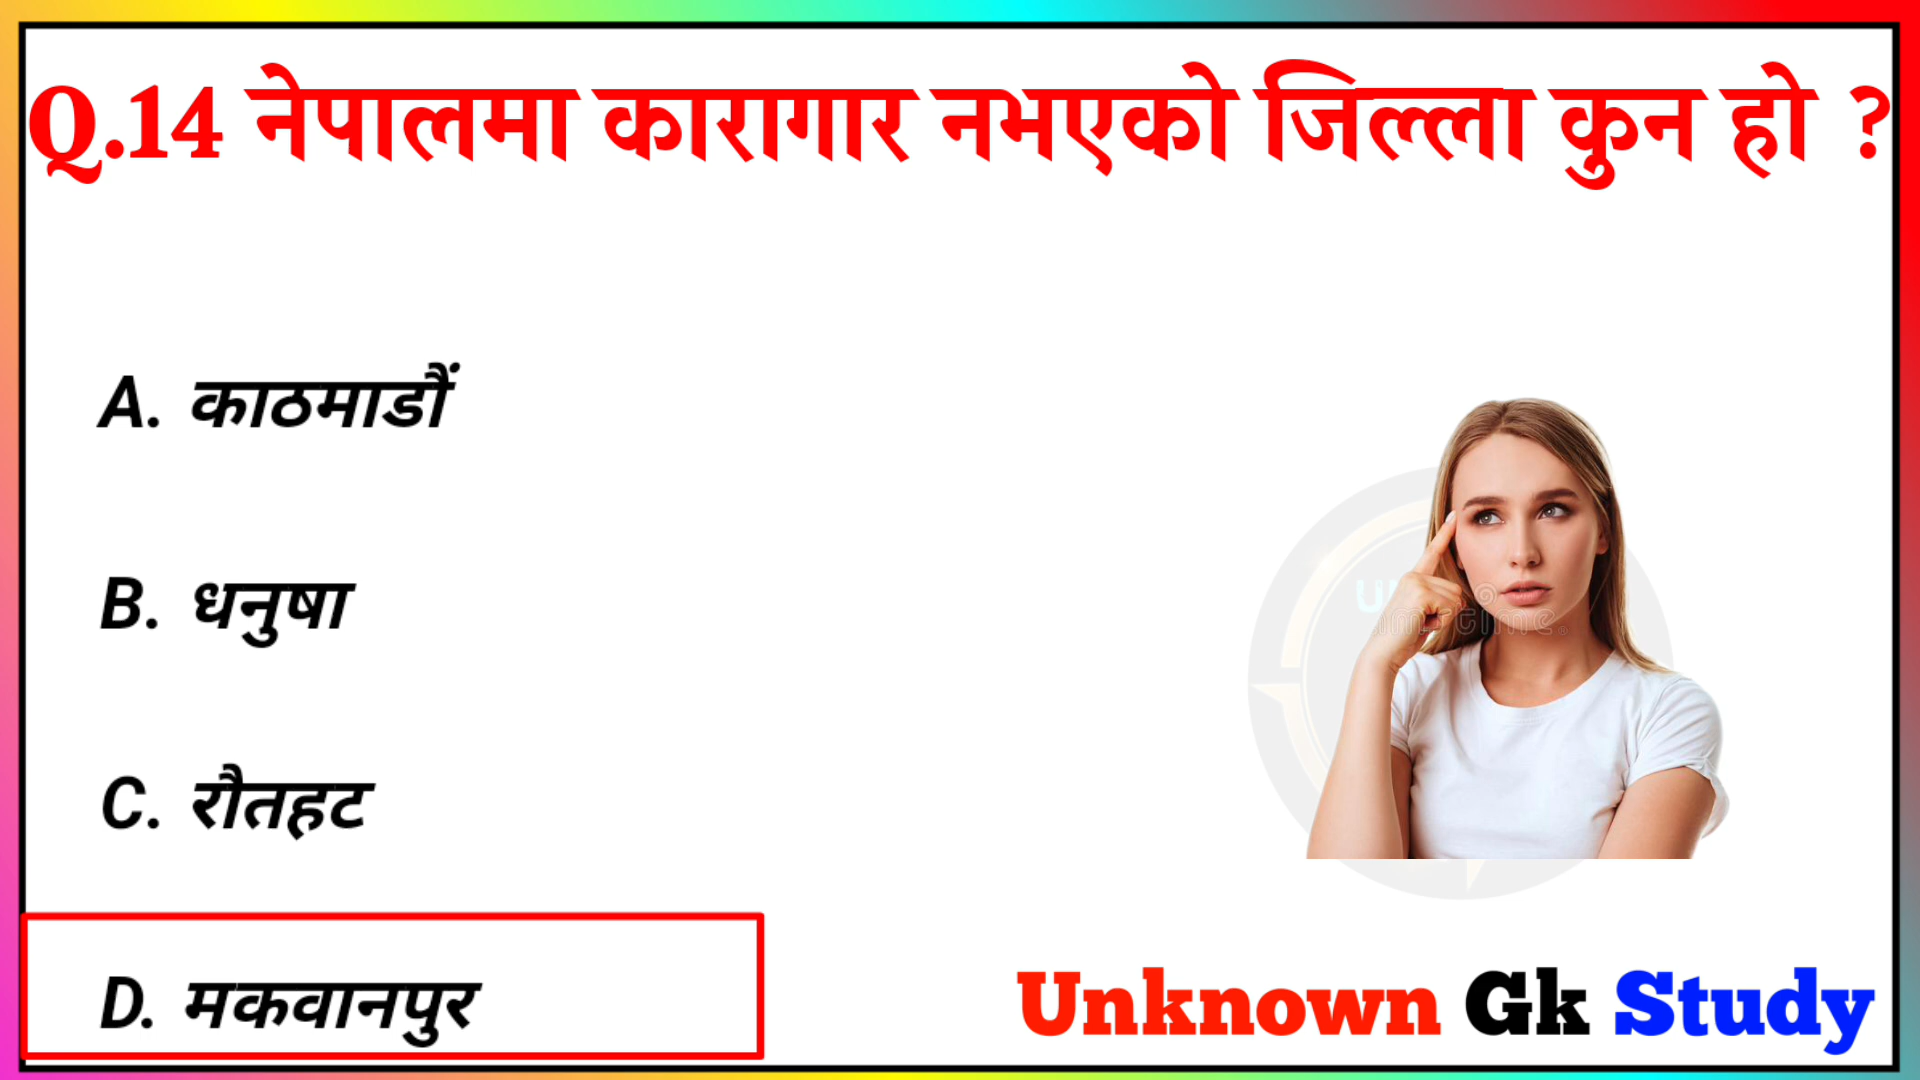 Q.14 नेपालमा कारागार नभएको जिल्ला कुन हो ?
A. काठमाडौं
B. धनुषा
C. रौतहट
D. मकवानपुर
Unknown Gk Study